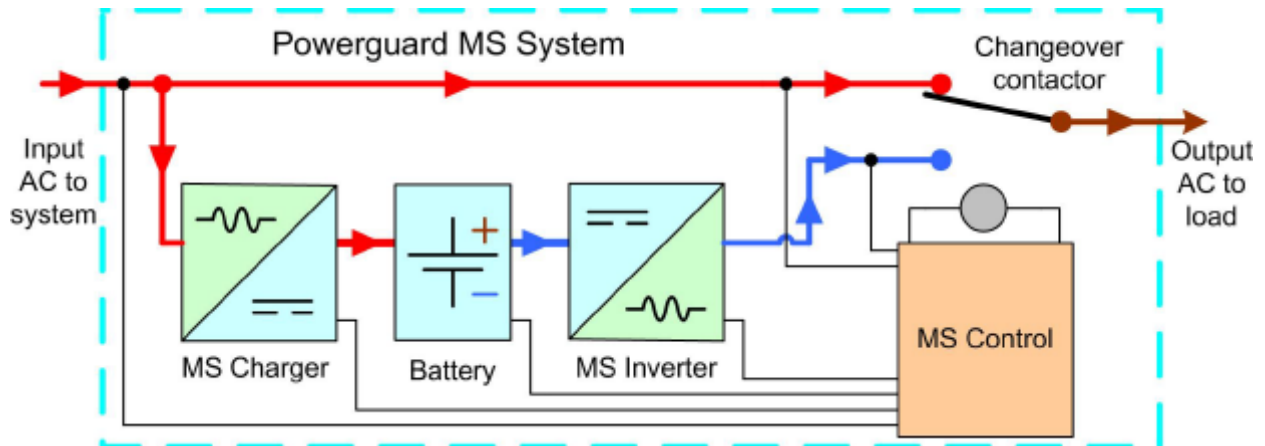 Powerguard MS System
Changeover
contactor
Input
AC to
system
Output
AC to
load
+
−
MS Charger
Battery
MS Inverter
MS Control